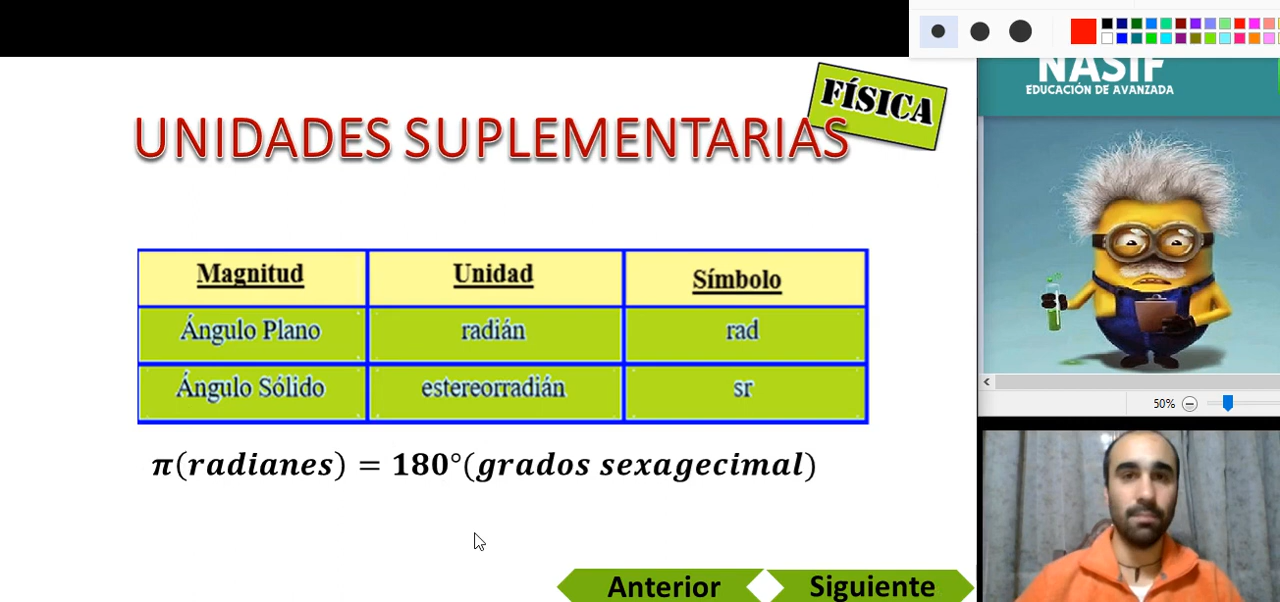 NASIF
EDUCACIÓN DE AVANZADA
FÍSICA
UNIDADES SUPLEMENTARIAS
Magnitud Unidad Símbolo
Ángulo Plano radián rad
Ángulo Sólido estereorradián sr
π(radianes) = 180°(grados sexagecimal)
50%
Anterior Siguiente